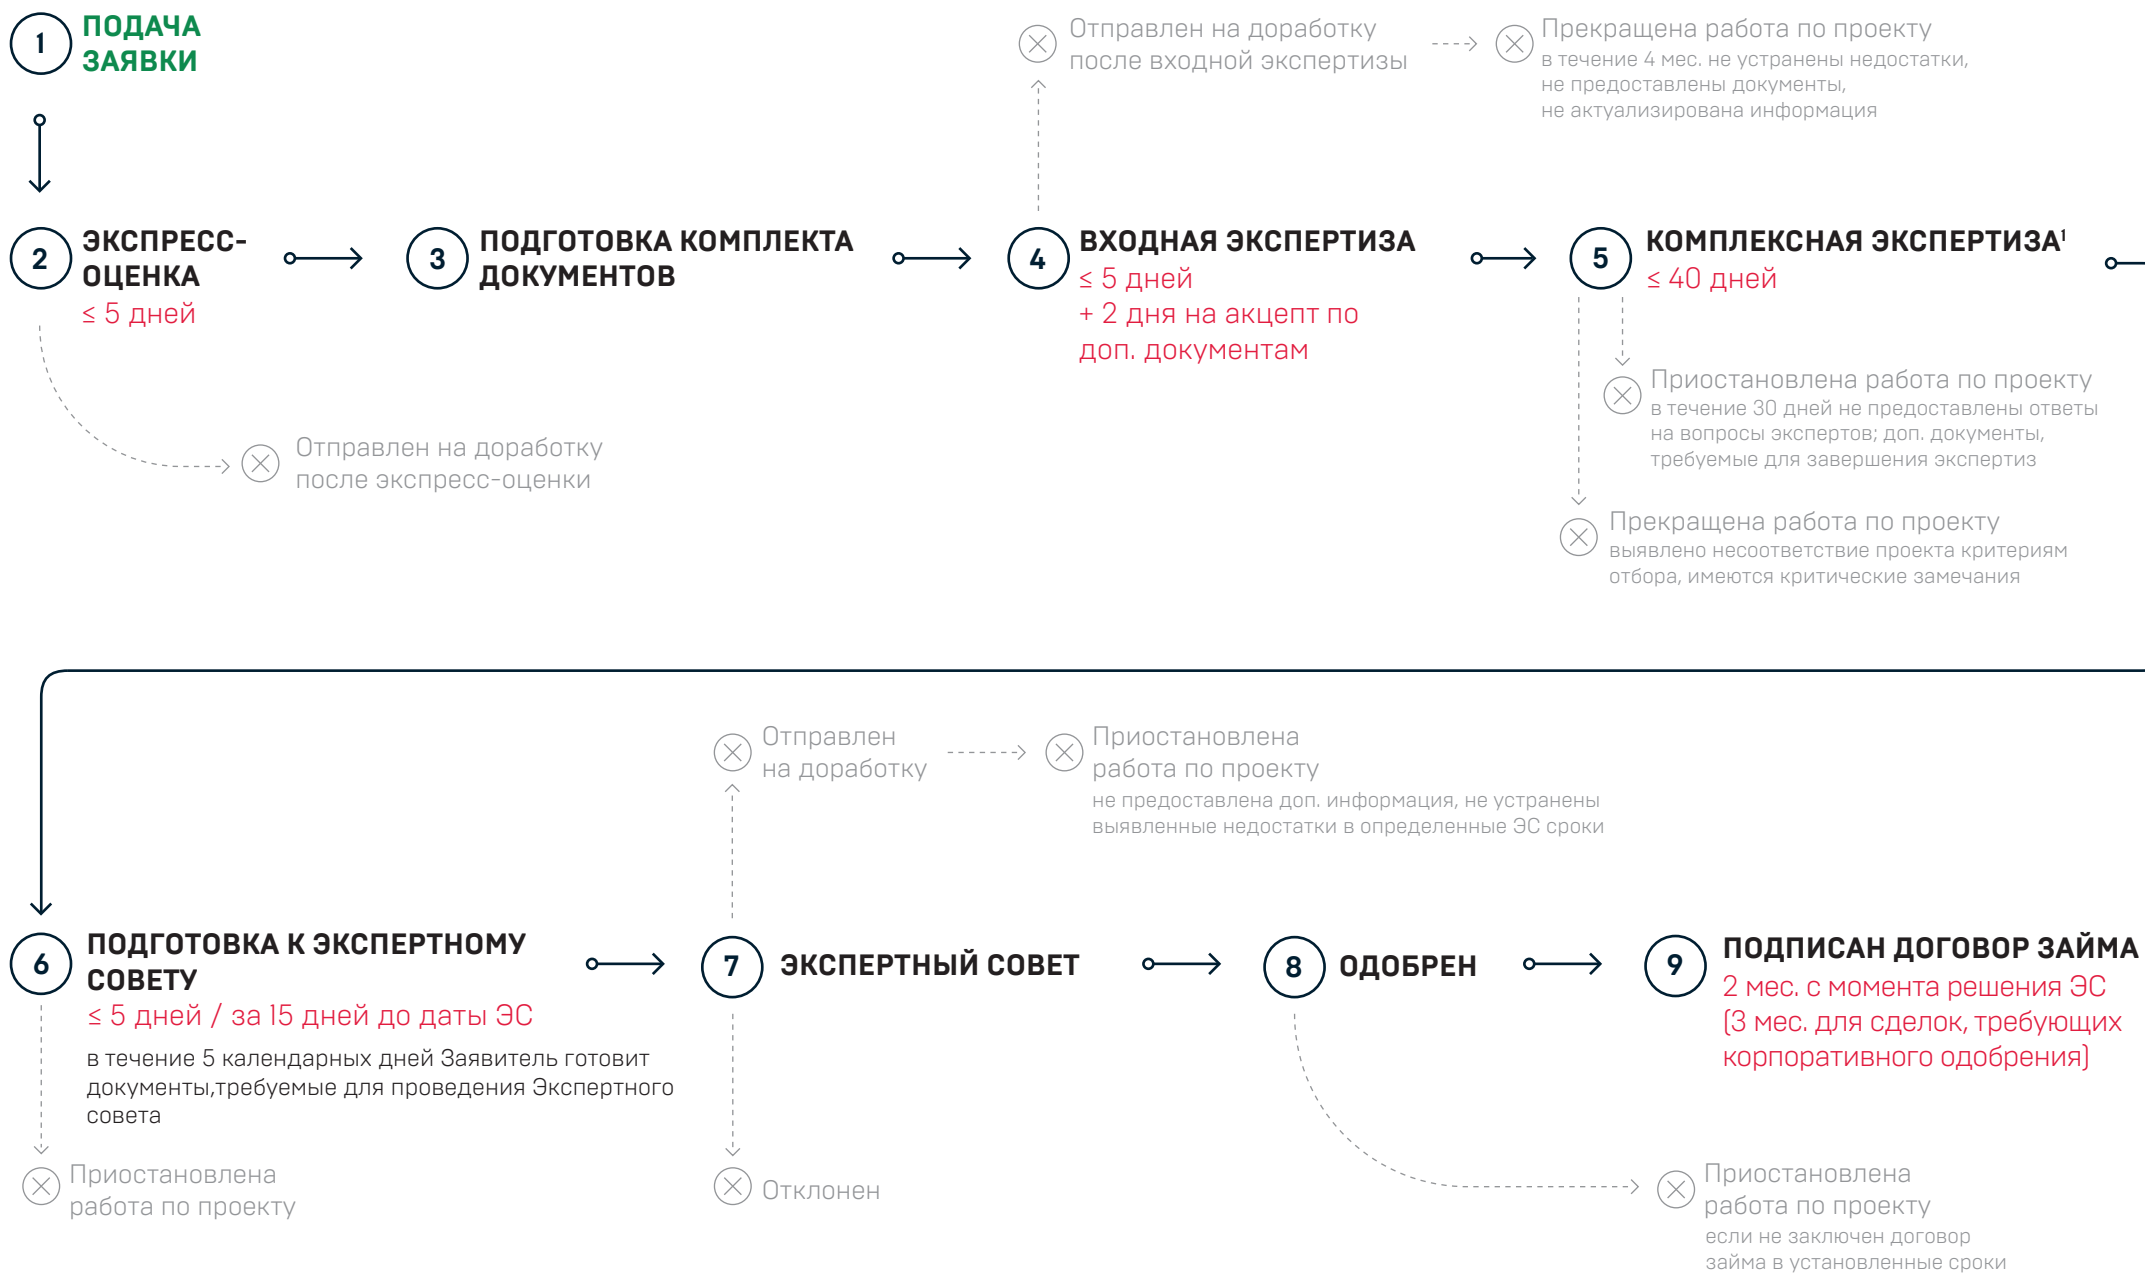 1
ПОДАЧА
ЗАЯВКИ
Отправлен на доработку
после входной экспертизы
Прекращена работа по проекту
в течение 4 мес. не устранены недостатки,
не предоставлены документы,
не актуализирована информация
2
ЭКСПРЕСС-
ОЦЕНКА
≤ 5 дней
3
ПОДГОТОВКА КОМПЛЕКТА
ДОКУМЕНТОВ
4
ВХОДНАЯ ЭКСПЕРТИЗА
≤ 5 дней
+ 2 дня на акцепт по
доп. документам
5
КОМПЛЕКСНАЯ ЭКСПЕРТИЗА¹
≤ 40 дней
Отправлен на доработку
после экспресс-оценки
Приостановлена работа по проекту
в течение 30 дней не предоставлены ответы
на вопросы экспертов; доп. документы,
требуемые для завершения экспертиз
Прекращена работа по проекту
выявлено несоответствие проекта критериям
отбора, имеются критические замечания
Отправлен
на доработку
Приостановлена
работа по проекту
не предоставлена доп. информация, не устранены
выявленные недостатки в определенные ЭС сроки
6
ПОДГОТОВКА К ЭКСПЕРТНОМУ
СОВЕТУ
≤ 5 дней / за 15 дней до даты ЭС
в течение 5 календарных дней Заявитель готовит
документы,требуемые для проведения Экспертного
совета
7
ЭКСПЕРТНЫЙ СОВЕТ
8
ОДОБРЕН
9
ПОДПИСАН ДОГОВОР ЗАЙМА
2 мес. с момента решения ЭС
(3 мес. для сделок, требующих
корпоративного одобрения)
Приостановлена
работа по проекту
Отклонен
Приостановлена
работа по проекту
если не заключен договор
займа в установленные сроки